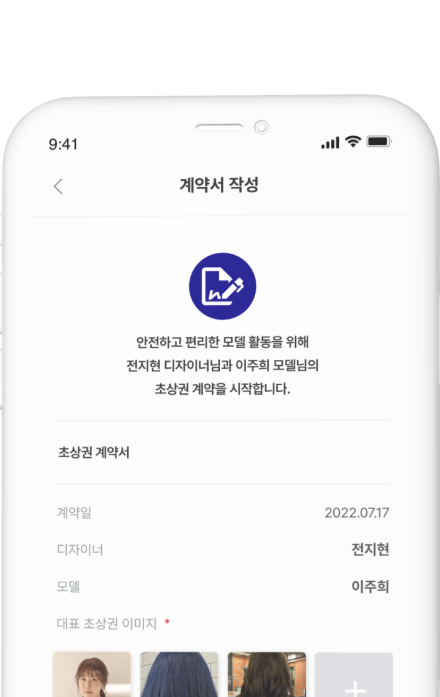 9:41
계약서 작성
안전하고 편리한 모델 활동을 위해
전지현 디자이너님과 이주희 모델님의
초상권 계약을 시작합니다.
초상권 계약서
계약일 2022.07.17
디자이너 전지현
모델 이주희
대표 초상권 이미지 *